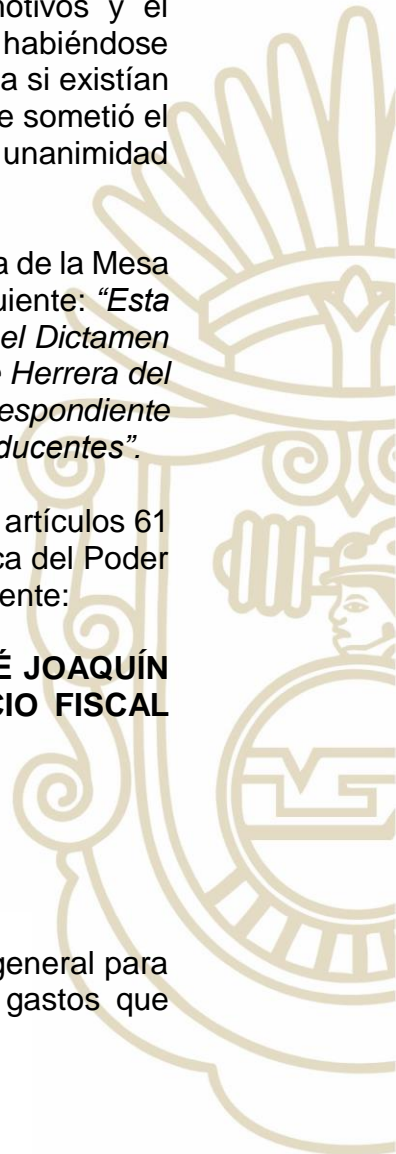 motivos y el
habiéndose
a si existían
e sometió el
unanimidad
a de la Mesa
uiente: “Esta
el Dictamen
Herrera del
espondiente
ducentes”.
artículos 61
ca del Poder
ente:
É JOAQUÍN
CIO FISCAL
general para
gastos que